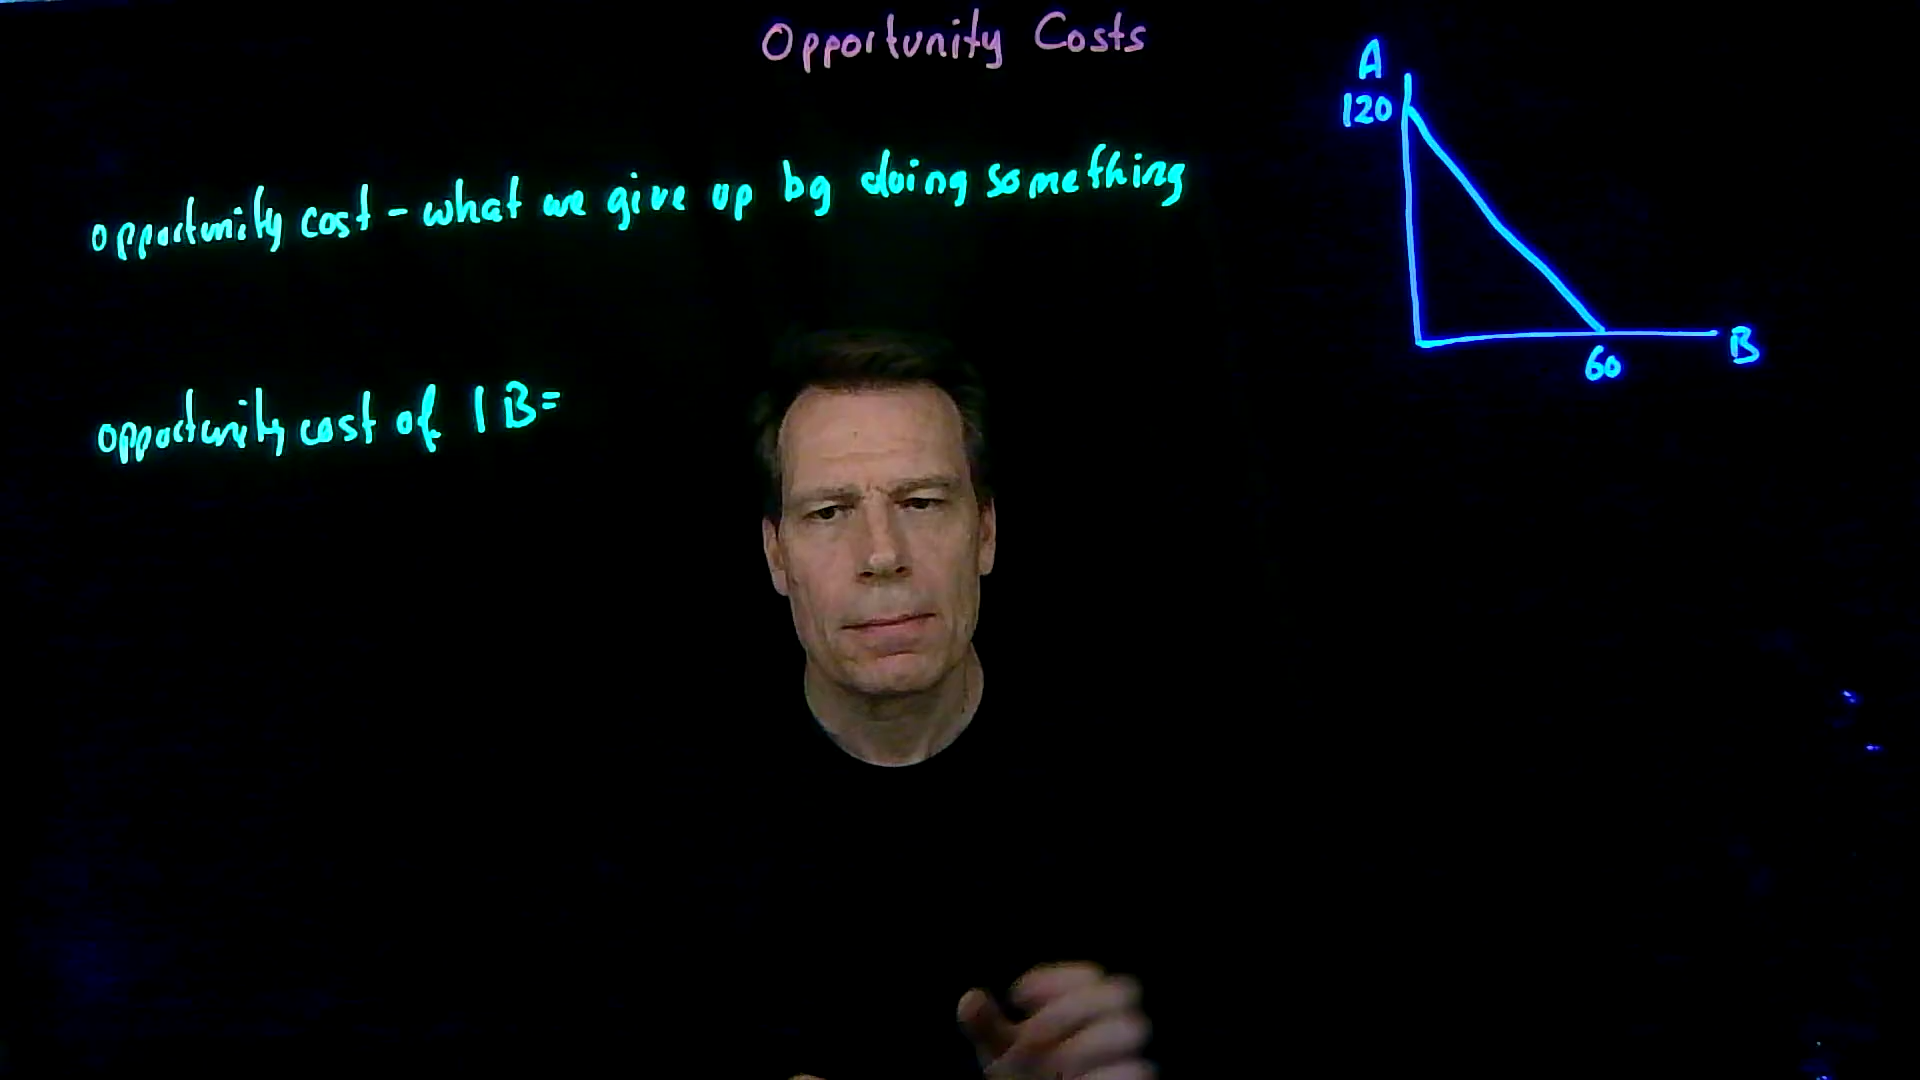 Opportunity Costs
A
120
opportunity cost - what we give up by doing something
B
60
opportunity cost of 1 B=